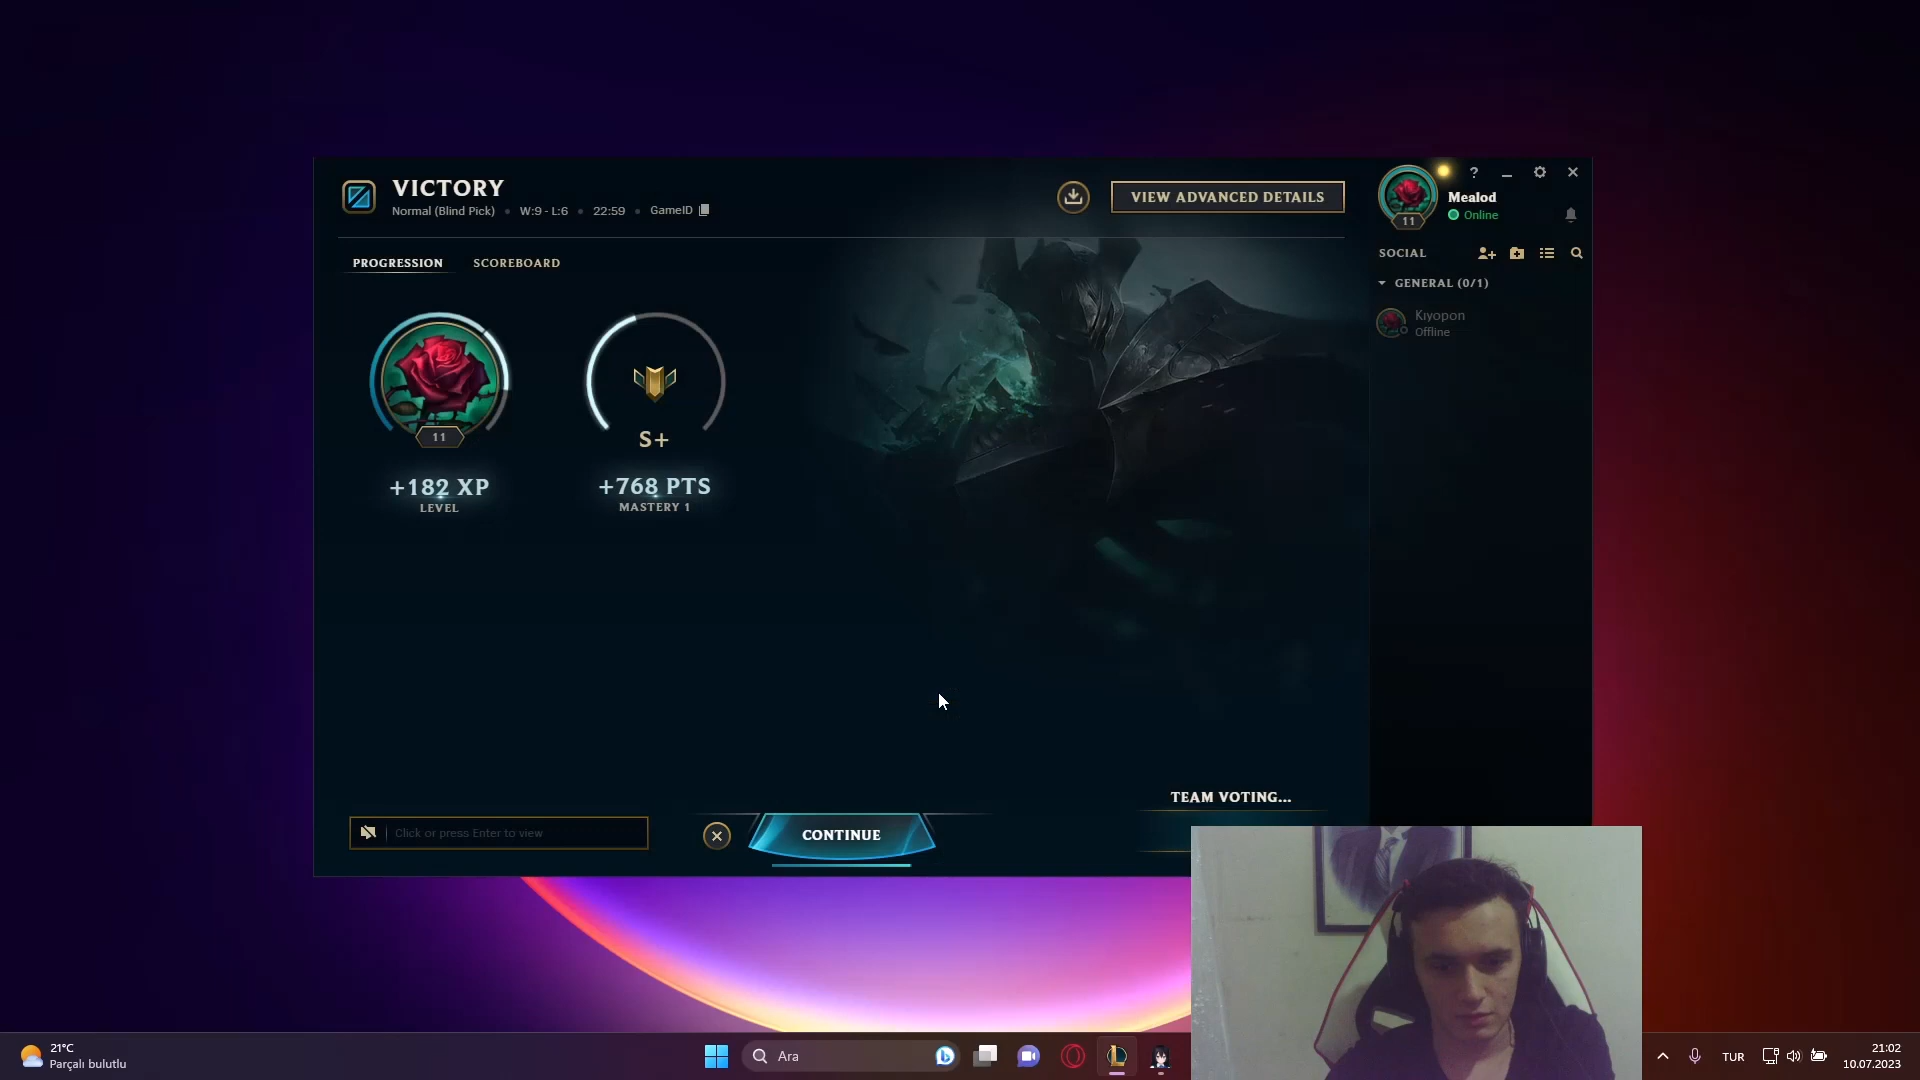 VICTORY
Normal (Blind Pick) • W:9 - L:6 • 22:59 • GameID
VIEW ADVANCED DETAILS
?
Mealod
Online
11
SOCIAL
GENERAL (0/1)
Kıyopon
Offline
PROGRESSION SCOREBOARD
11
+182 XP
LEVEL
S+
+768 PTS
MASTERY 1
TEAM VOTING...
Click or press Enter to view
CONTINUE
21°C
Parçalı bulutlu
Ara
TUR
21:02
10.07.2023